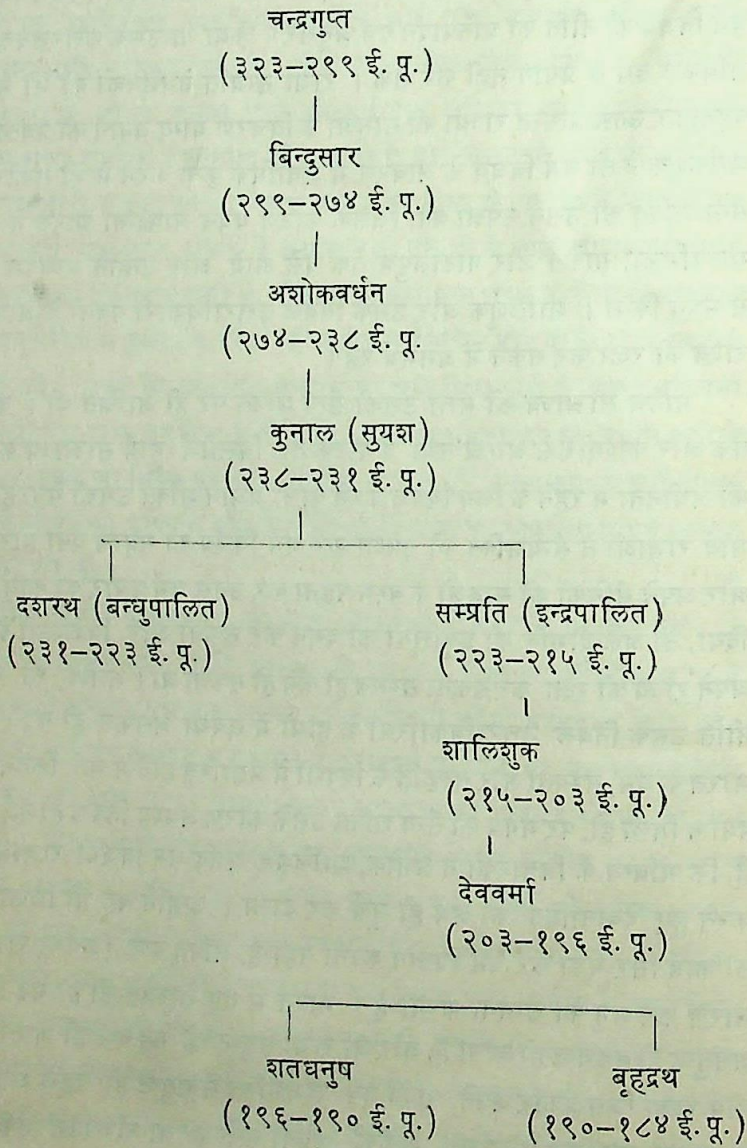 चन्द्रगुप्त
(३२३–२९९ ई. पू.)
बिन्दुसार
(२९९–२७४ ई. पू.)
अशोकवर्धन
(२७४–२३८ ई. पू.
कुनाल (सुयश)
(२३८–२३१ ई. पू.)
दशरथ (बन्धुपालित) सम्प्रति (इन्द्रपालित)
(२३१–२२३ ई. पू.) (२२३–२१५ ई. पू.)
शालिशुक
(२१५–२०३ ई. पू.)
देववर्मा
(२०३–१९६ ई. पू.)
शतधनुष बृहद्रथ
(१९६–१९० ई. पू.) (१९०–१८४ ई. पू.)